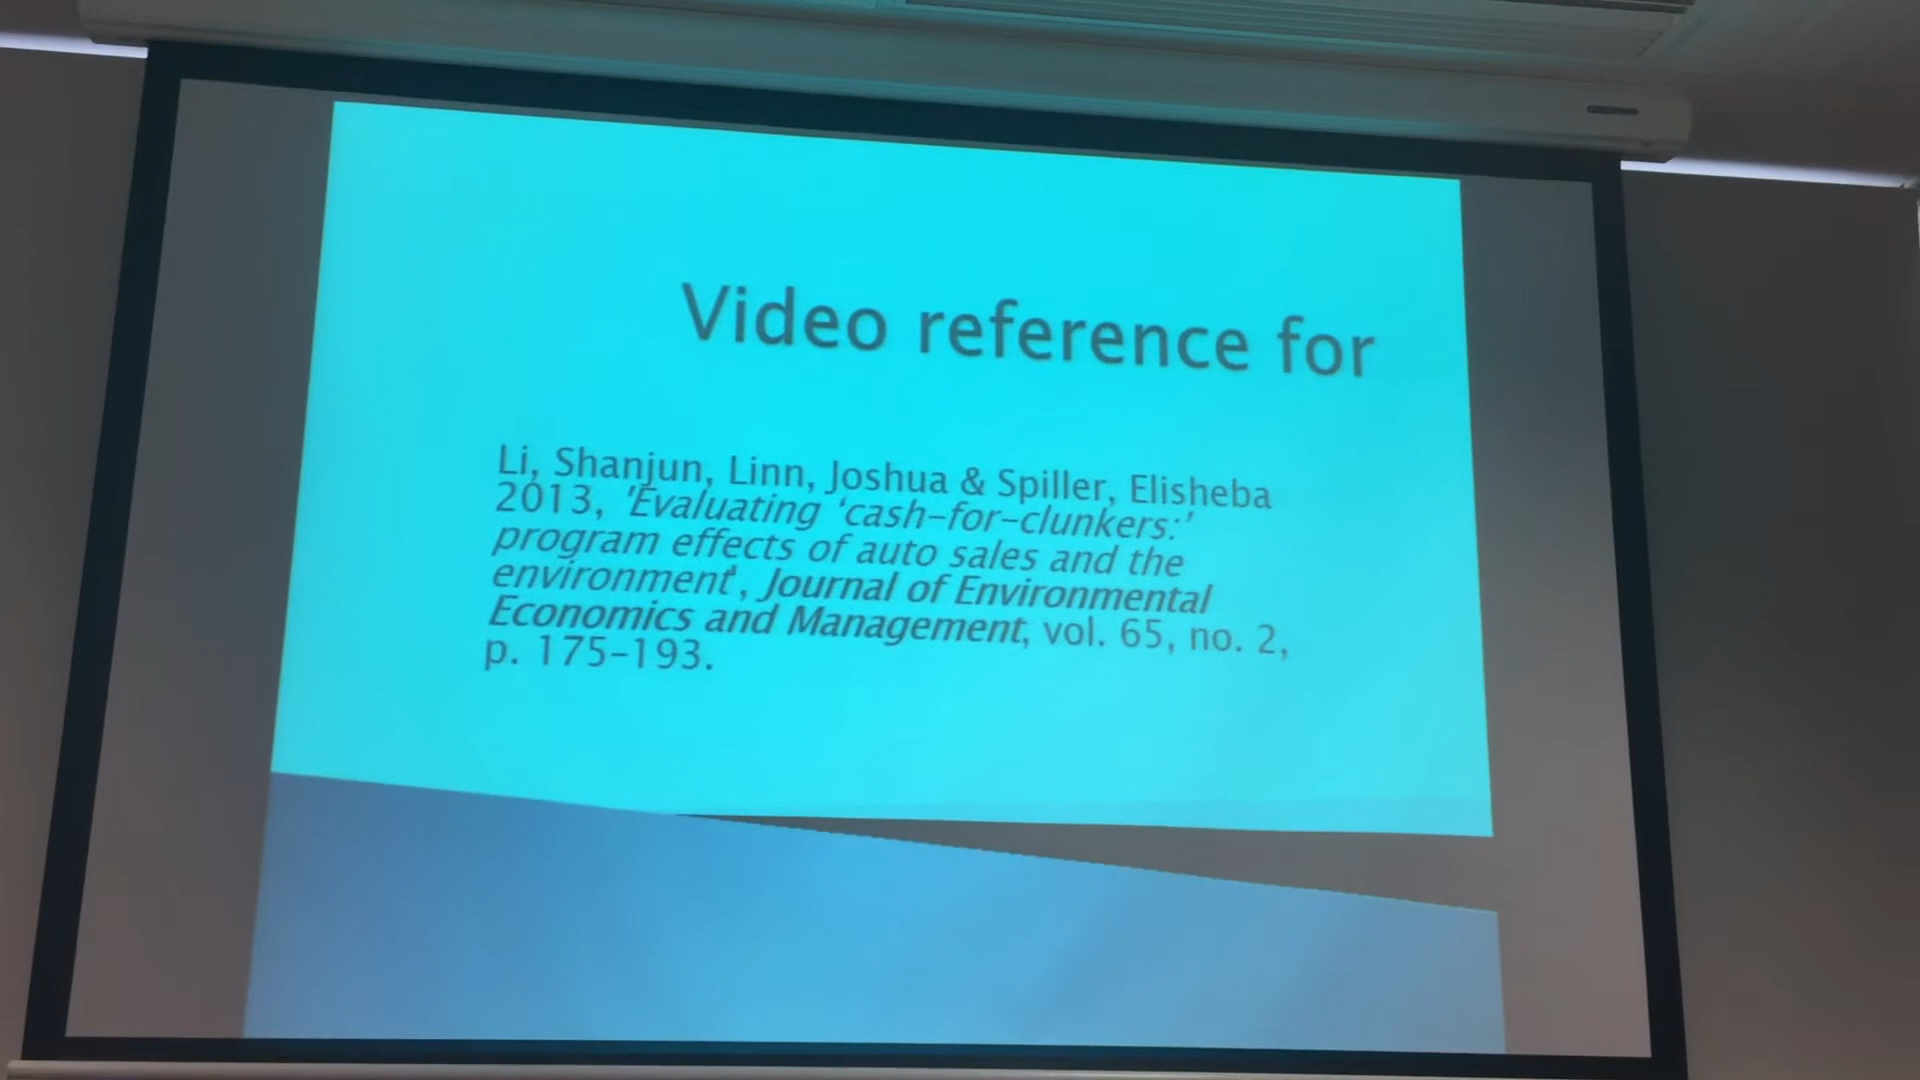 Video reference for
Li, Shanjun, Linn, Joshua & Spiller, Elisheba
2013, 'Evaluating ‘cash-for-clunkers:’
program effects of auto sales and the
environment', Journal of Environmental
Economics and Management, vol. 65, no. 2,
p. 175-193.